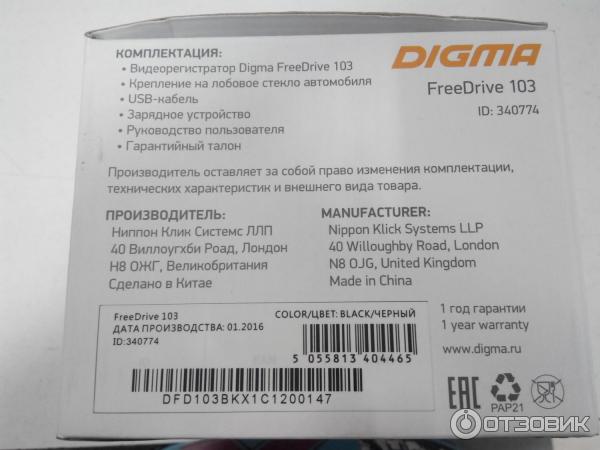 КОМПЛЕКТАЦИЯ:
• Видеорегистратор Digma FreeDrive 103
• Крепление на лобовое стекло автомобиля
• USB-кабель
• Зарядное устройство
• Руководство пользователя
• Гарантийный талон
DIGMA
FreeDrive 103
ID: 340774
Производитель оставляет за собой право изменения комплектации,
технических характеристик и внешнего вида товара.
ПРОИЗВОДИТЕЛЬ:
Ниппон Клик Системс ЛЛП
40 Виллоугхби Роад, Лондон
Н8 ОЖГ, Великобритания
Сделано в Китае
MANUFACTURER:
Nippon Klick Systems LLP
40 Willoughby Road, London
N8 OJG, United Kingdom
Made in China
FreeDrive 103
ДАТА ПРОИЗВОДСТВА: 01.2016
ID:340774
COLOR/ЦВЕТ: BLACK/ЧЕРНЫЙ
5 055813 404465
DFD103BKX1C1200147
1 год гарантии
1 year warranty
www.digma.ru
EAC
PAP21
ОТЗОВИК